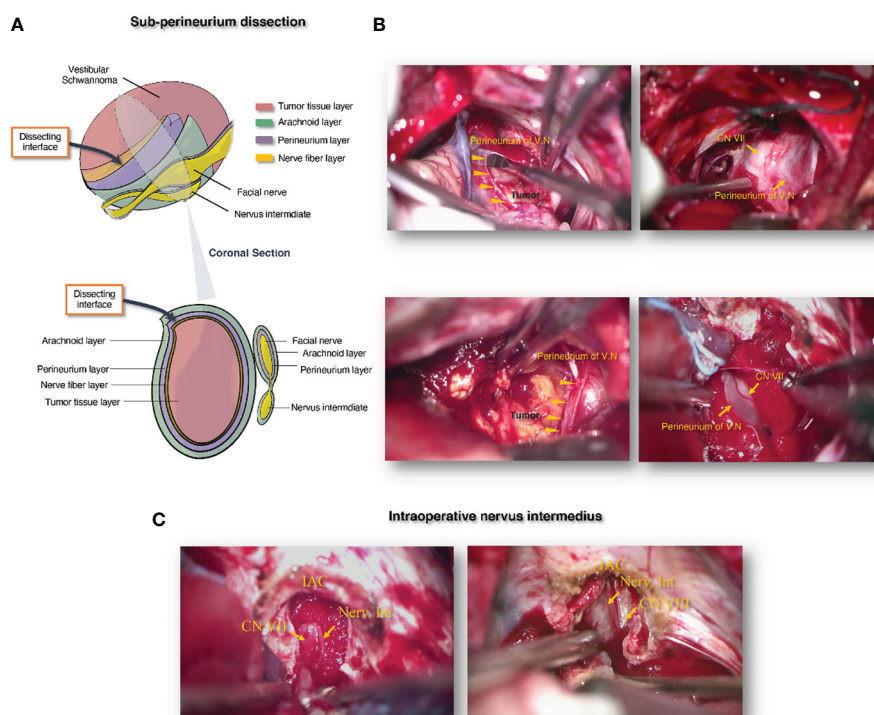 A
Sub-perineurium dissection
Vestibular
Schwannoma
Tumor tissue layer
Arachnoid layer
Perineurium layer
Nerve fiber layer
Dissecting
interface
Facial nerve
Nervus intermdiate
Coronal Section
Dissecting
interface
Arachnoid layer
Perineurium layer
Nerve fiber layer
Tumor tissue layer
Facial nerve
Arachnoid layer
Perineurium layer
Nervus intermdiate
B
Perineurium of V.N
Tumor
CN VII
Perineurium of V.N
Perineurium of V.N
Tumor
CN VII
Perineurium of V.N
C
Intraoperative nervus intermedius
IAC
CN VII
Nerv. Int
IAC
Nerv. Int
CN VIII